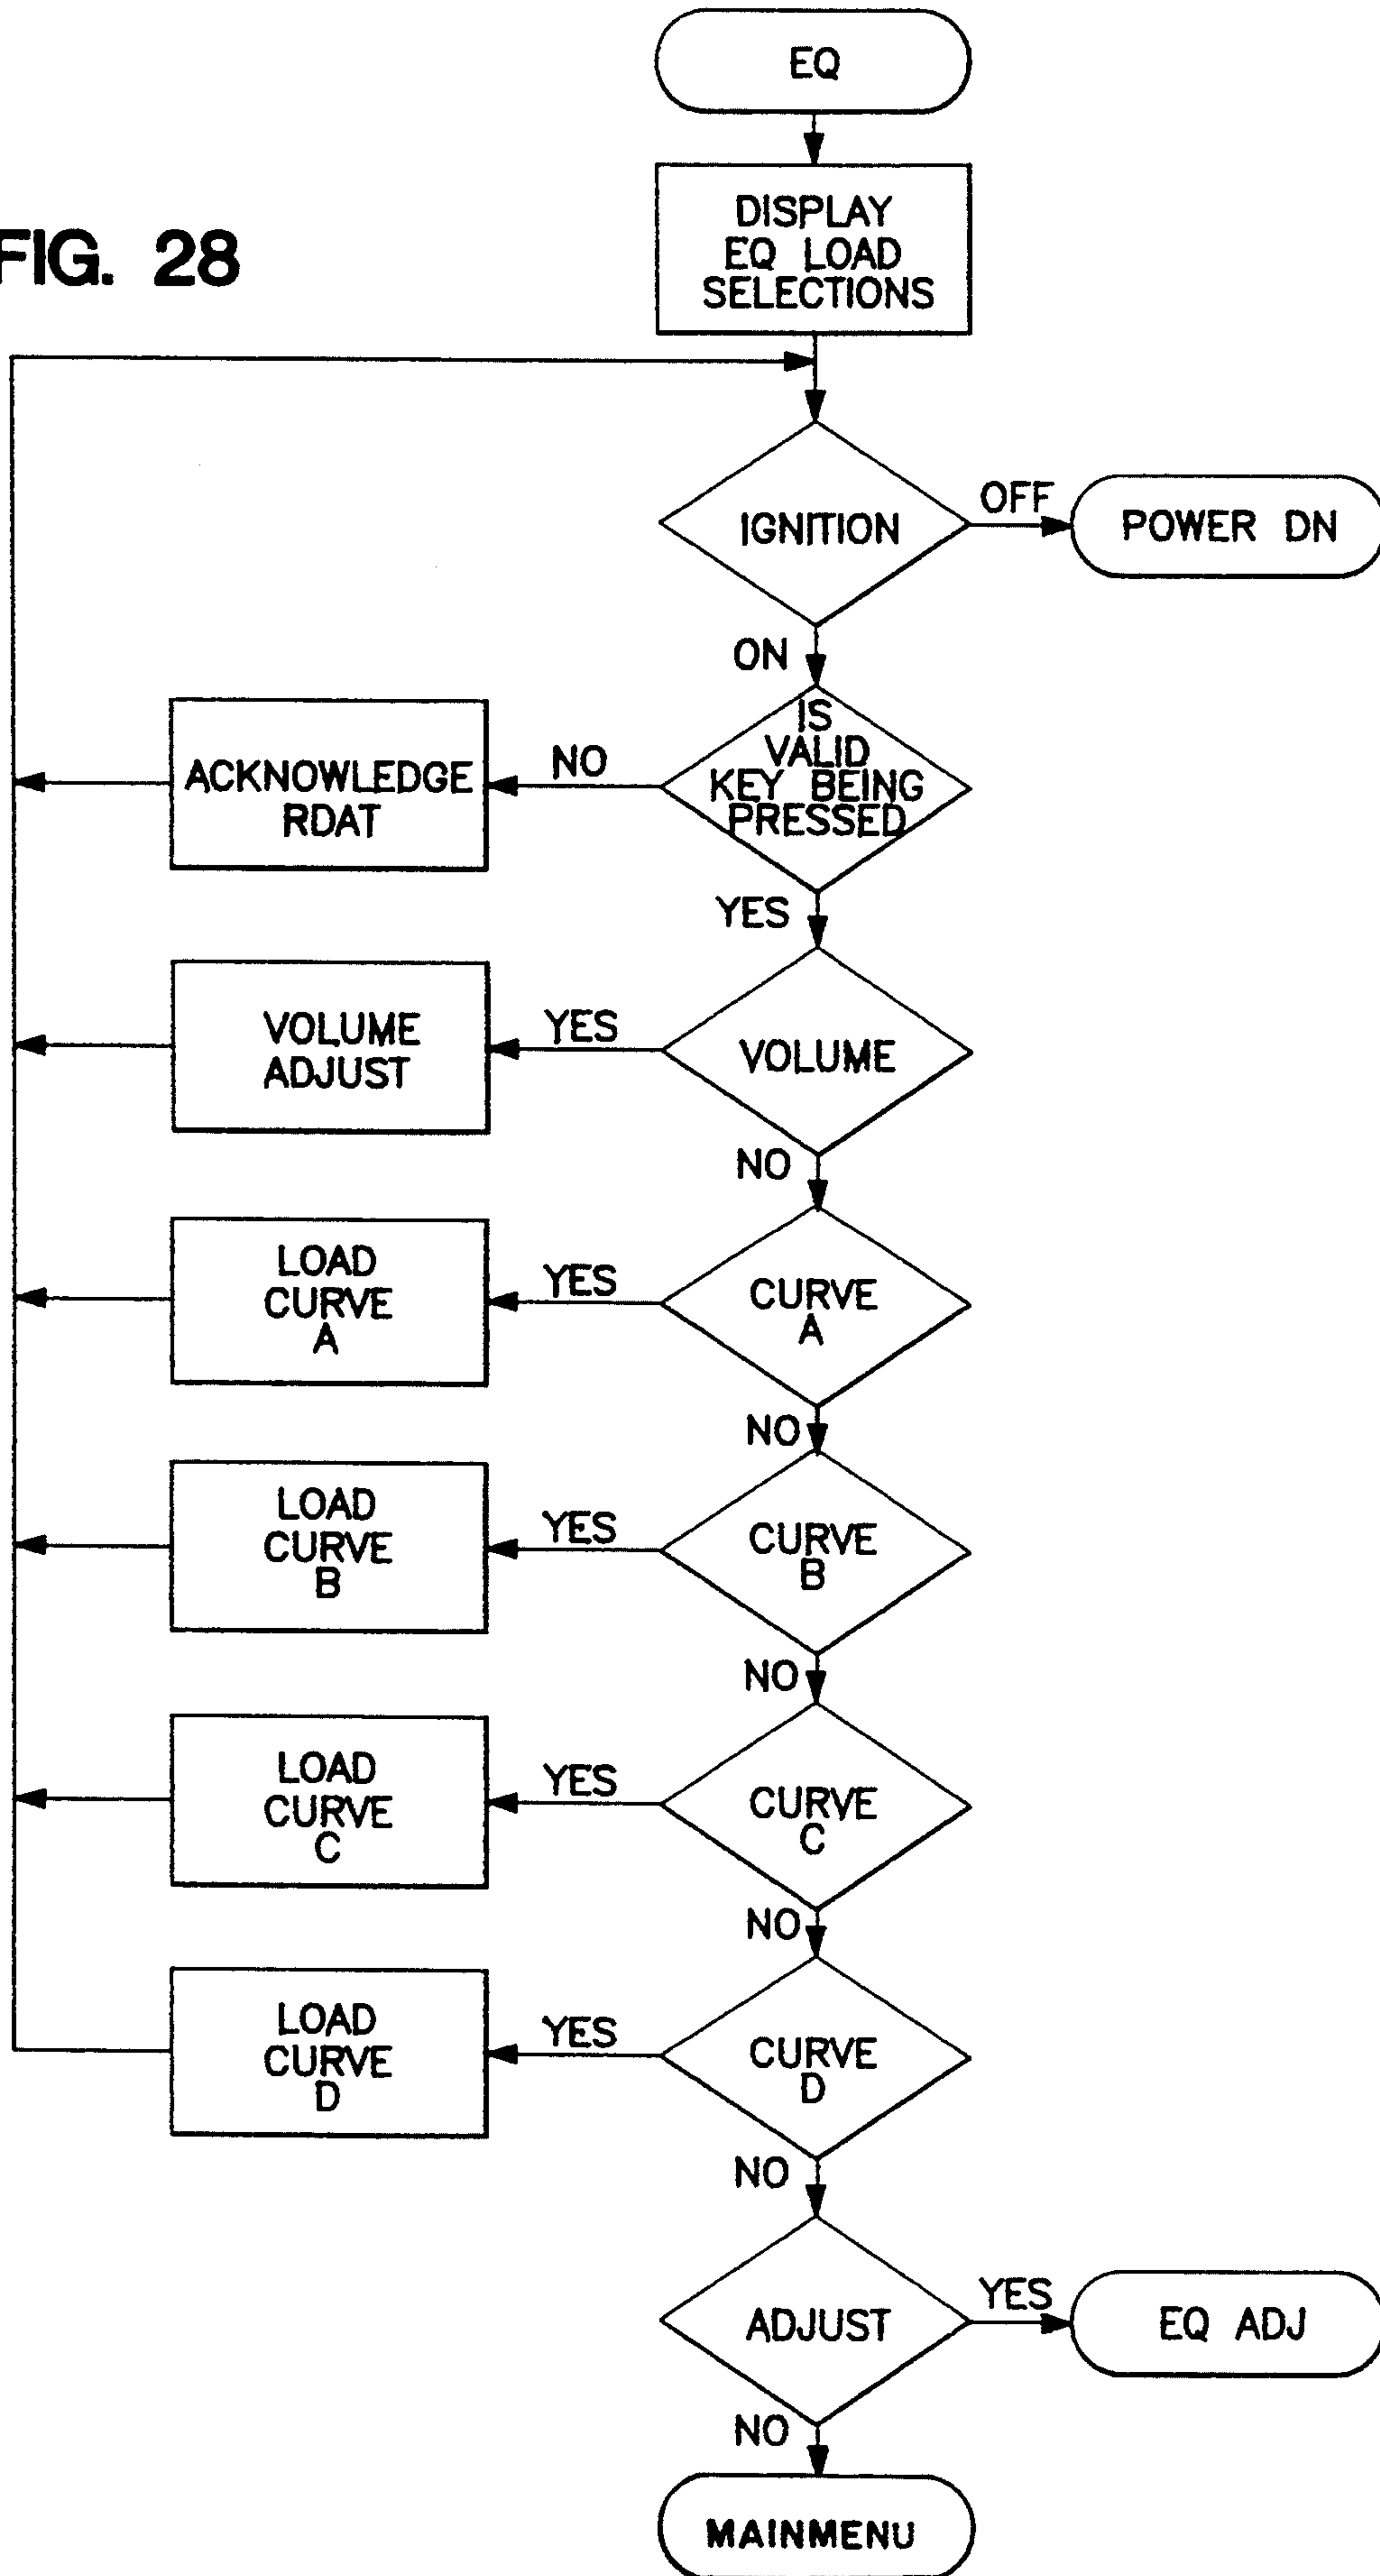 EQ
DISPLAY
EQ LOAD
SELECTIONS
FIG. 28
IGNITION
OFF
POWER DN
ON
IS
VALID
KEY BEING
PRESSED
NO
ACKNOWLEDGE
RDAT
YES
VOLUME
YES
VOLUME
ADJUST
NO
CURVE
A
YES
LOAD
CURVE
A
NO
CURVE
B
YES
LOAD
CURVE
B
NO
CURVE
C
YES
LOAD
CURVE
C
NO
CURVE
D
YES
LOAD
CURVE
D
NO
ADJUST
YES
EQ ADJ
NO
MAINMENU